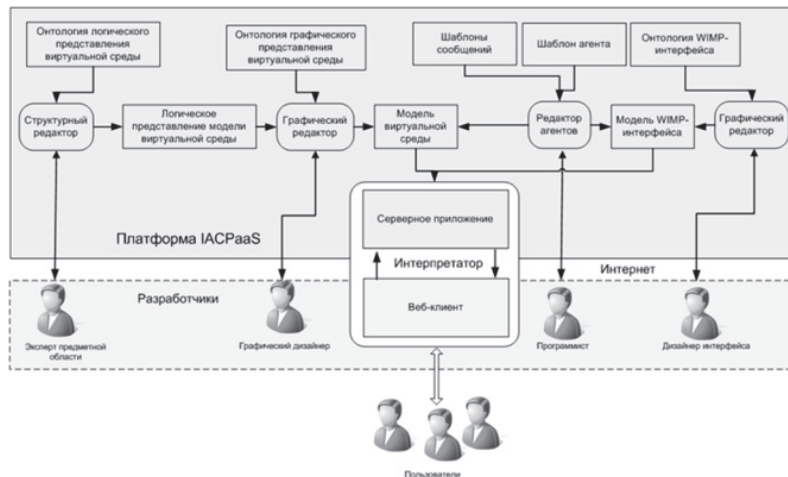 Онтология логического
представления
виртуальной среды
Онтология графического
представления
виртуальной среды
Шаблоны
сообщений
Шаблон агента
Онтология WIMP-
интерфейса
Структурный
редактор
Логическое
представление модели
виртуальной среды
Графический
редактор
Модель
виртуальной
среды
Редактор
агентов
Модель WIMP-
интерфейса
Графический
редактор
Платформа IACPaaS
Серверное приложение
Интерпретатор
Веб-клиент
Интернет
Разработчики
Эксперт предметной
области
Графический дизайнер
Программист
Дизайнер интерфейса
Пользователи